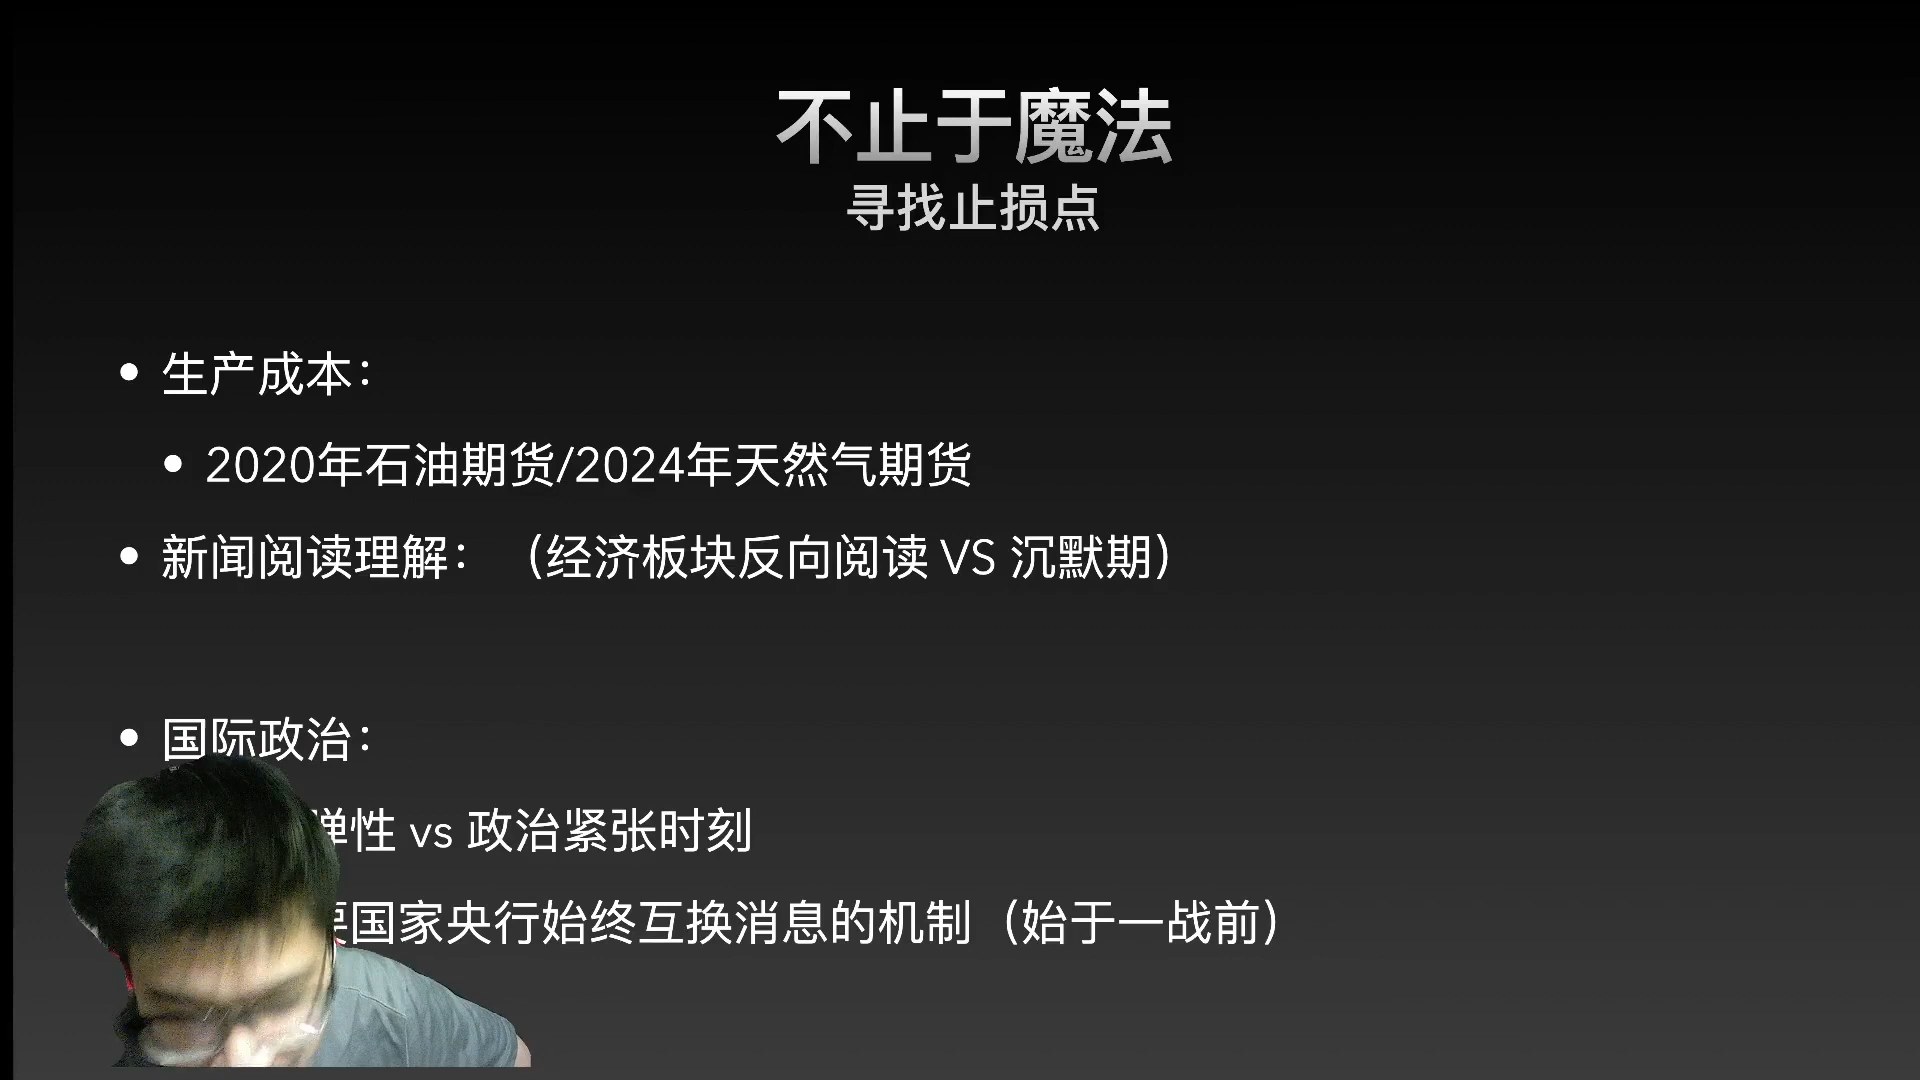 不止于魔法
寻找止损点
生产成本：
2020年石油期货/2024年天然气期货
新闻阅读理解：（经济板块反向阅读 VS 沉默期）
国际政治：
弹性 vs 政治紧张时刻
国家央行始终互换消息的机制（始于一战前）